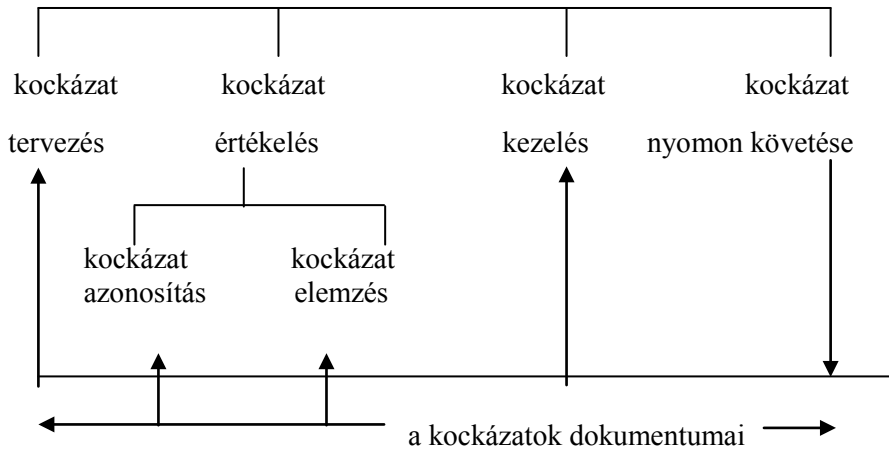 kockázat
tervezés
kockázat
értékelés
kockázat
kezelés
kockázat
nyomon követése
kockázat
azonosítás
kockázat
elemzés
a kockázatok dokumentumai